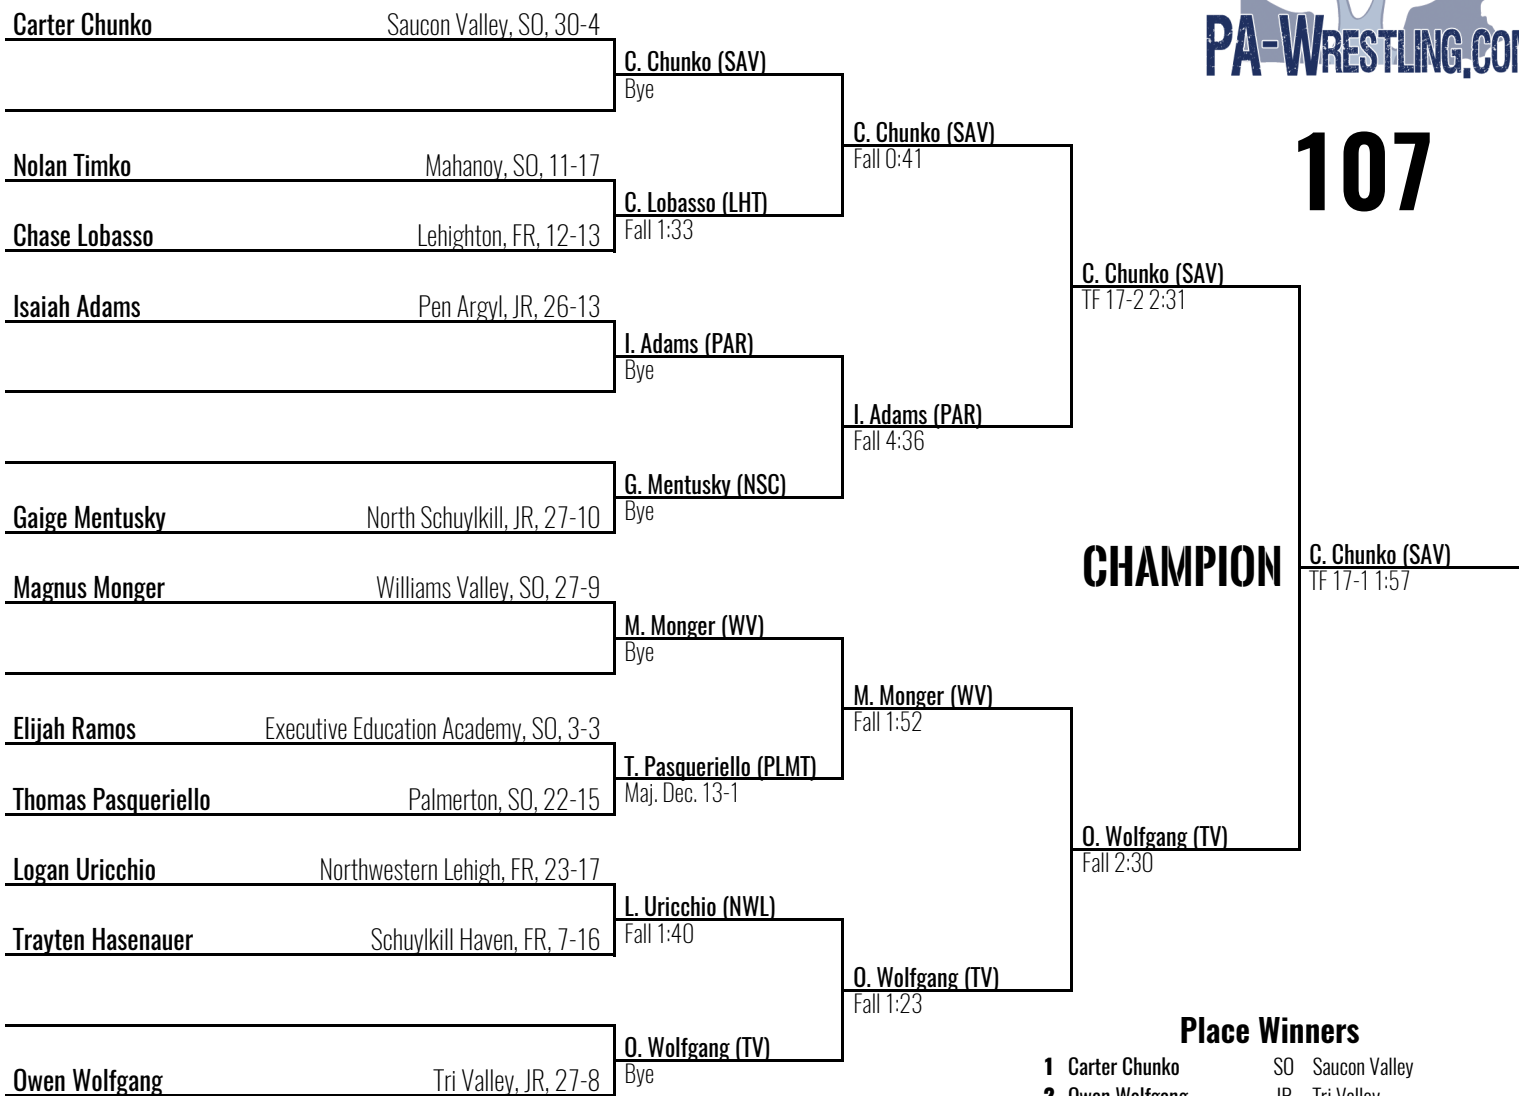 Carter Chunko Saucon Valley, SO, 30-4
C. Chunko (SAV)
Bye
PA-WRESTLING.CO
C. Chunko (SAV)
Fall 0:41
107
Nolan Timko Mahanoy, SO, 11-17
C. Lobasso (LHT)
Fall 1:33
Chase Lobasso Lehighton, FR, 12-13
C. Chunko (SAV)
TF 17-2 2:31
Isaiah Adams Pen Argyl, JR, 26-13
I. Adams (PAR)
Bye
I. Adams (PAR)
Fall 4:36
G. Mentusky (NSC)
Bye
Gaige Mentusky North Schuylkill, JR, 27-10
CHAMPION
C. Chunko (SAV)
TF 17-1 1:57
Magnus Monger Williams Valley, SO, 27-9
M. Monger (WV)
Bye
M. Monger (WV)
Fall 1:52
Elijah Ramos Executive Education Academy, SO, 3-3
T. Pasqueriello (PLMT)
Maj. Dec. 13-1
Thomas Pasqueriello Palmerton, SO, 22-15
O. Wolfgang (TV)
Fall 2:30
Logan Uricchio Northwestern Lehigh, FR, 23-17
L. Uricchio (NWL)
Fall 1:40
Trayten Hasenauer Schuylkill Haven, FR, 7-16
O. Wolfgang (TV)
Fall 1:23
O. Wolfgang (TV)
Bye
Owen Wolfgang Tri Valley, JR, 27-8
Place Winners
1 Carter Chunko SO Saucon Valley
2 Owen Wolfgang JR Tri Valley